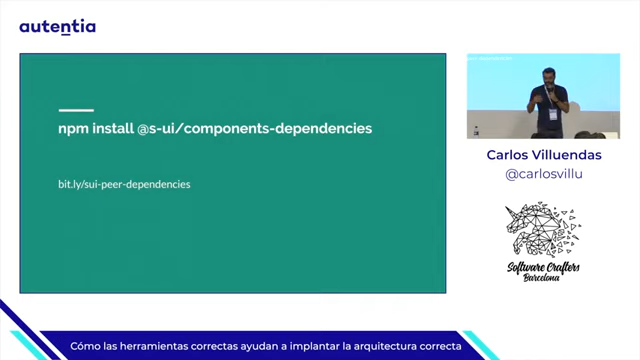 autentia
npm install @s-ui/components-dependencies
bit.ly/sui-peer-dependencies
Carlos Villuendas
@carlosvillu
Software Crafters
Barcelona
Cómo las herramientas correctas ayudan a implantar la arquitectura correcta